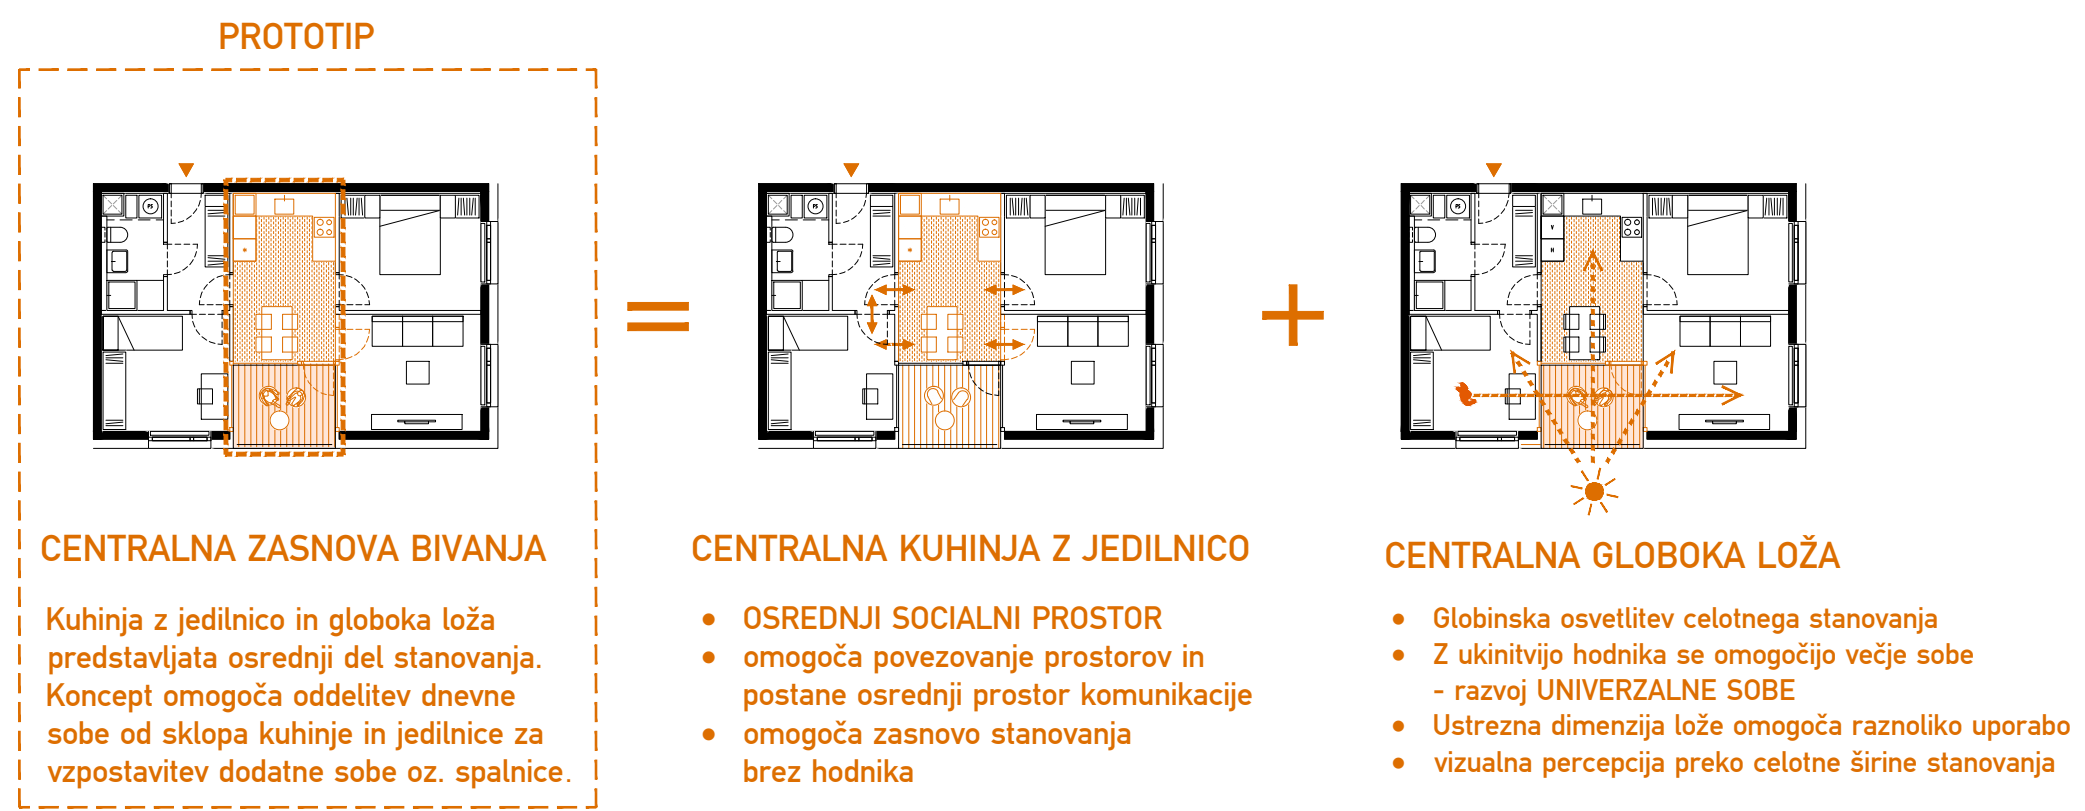 PROTOTIP
=
+
CENTRALNA ZASNOVA BIVANJA
Kuhinja z jedilnico in globoka loža
predstavljata osrednji del stanovanja.
Koncept omogoča oddelitev dnevne
sobe od sklopa kuhinje in jedilnice za
vzpostavitev dodatne sobe oz. spalnice.
CENTRALNA KUHINJA Z JEDILNICO
• OSREDNJI SOCIALNI PROSTOR
• omogoča povezovanje prostorov in
postane osrednji prostor komunikacije
• omogoča zasnovo stanovanja
brez hodnika
CENTRALNA GLOBOKA LOŽA
• Globinska osvetlitev celotnega stanovanja
• Z ukinitvijo hodnika se omogočijo večje sobe
- razvoj UNIVERZALNE SOBE
• Ustrezna dimenzija lože omogoča raznoliko uporabo
• vizualna percepcija preko celotne širine stanovanja